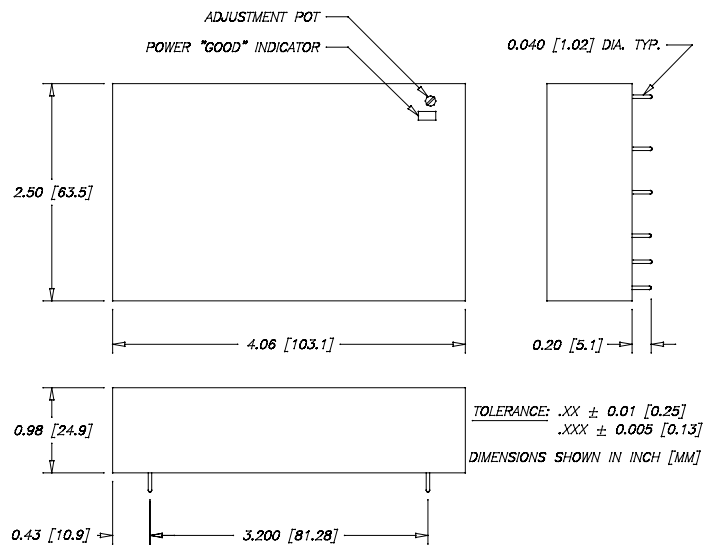 ADJUSTMENT POT
POWER "GOOD" INDICATOR
0.040 [1.02] DIA. TYP.
2.50 [63.5]
4.06 [103.1]
0.20 [5.1]
0.98 [24.9]
TOLERANCE: .XX ± 0.01 [0.25]
.XXX ± 0.005 [0.13]
DIMENSIONS SHOWN IN INCH [MM]
0.43 [10.9]
3.200 [81.28]